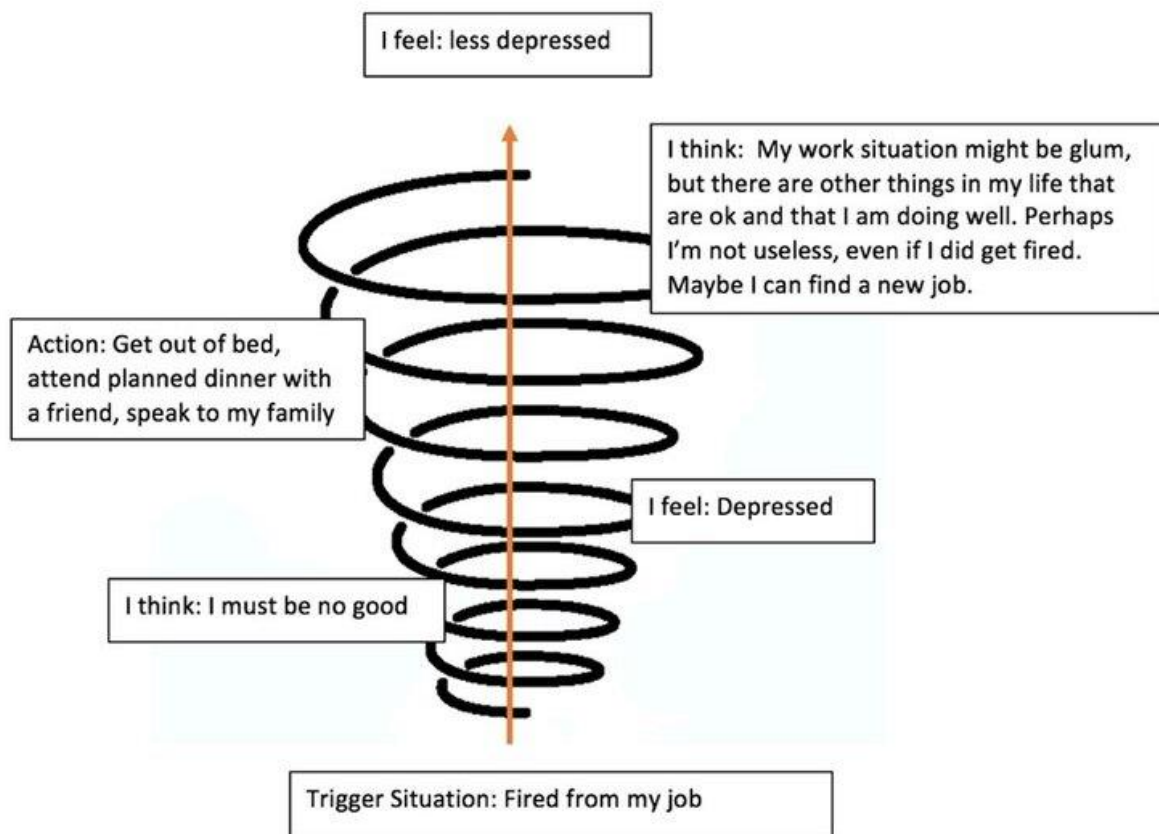 I feel: less depressed
I think:  My work situation might be glum,
but there are other things in my life that
are ok and that I am doing well. Perhaps
I’m not useless, even if I did get fired.
Maybe I can find a new job.
Action: Get out of bed,
attend planned dinner with
a friend, speak to my family
I feel: Depressed
I think: I must be no good
Trigger Situation: Fired from my job